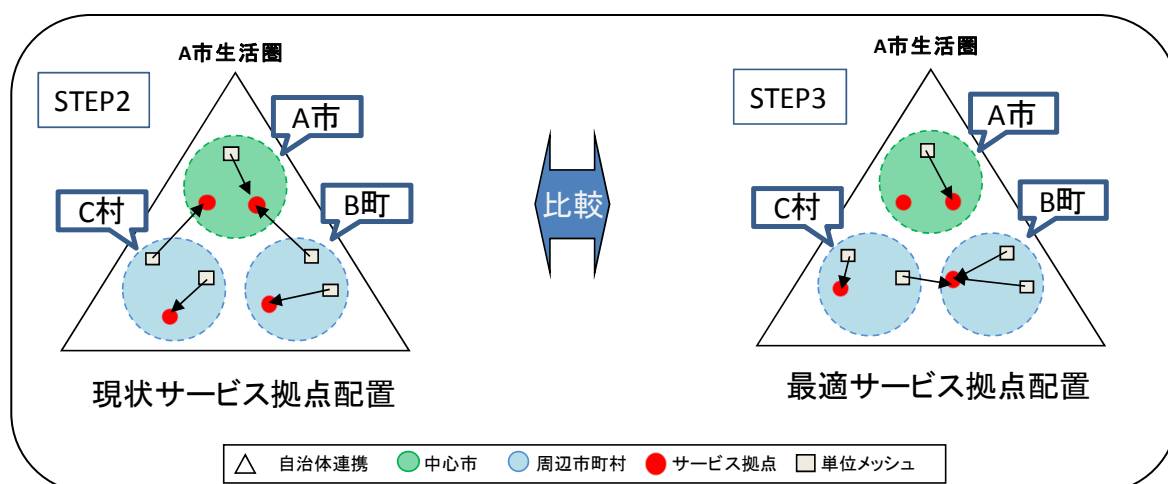 A市生活圏
STEP2
A市
C村
B町
現状サービス拠点配置
比較
A市生活圏
STEP3
A市
C村
B町
最適サービス拠点配置
自治体連携 中心市 周辺市町村 サービス拠点 単位メッシュ